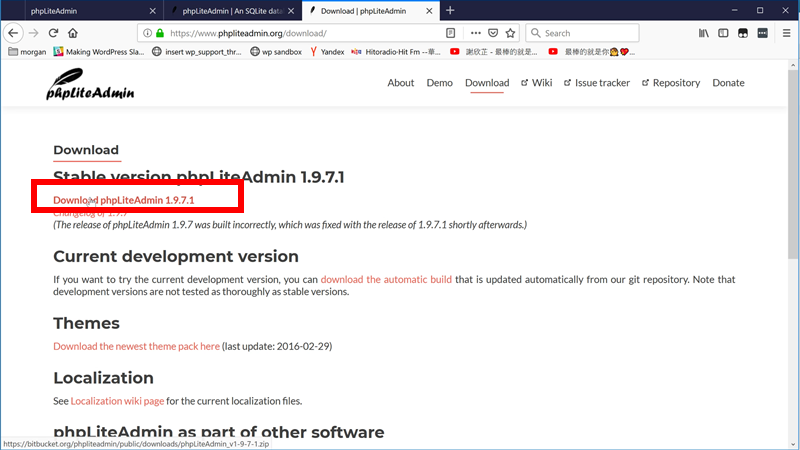 phpLiteAdmin
phpLiteAdmin | An SQLite data
Download | phpLiteAdmin
https://www.phpliteadmin.org/download/
Search
morgan
Making WordPress Sla...
insert wp_support_thr...
wp sandbox
Yandex
Hitoradio-Hit Fm --華...
謝欣芷 - 最棒的就是...
最棒的就是你
phpLiteAdmin
About
Demo
Download
Wiki
Issue tracker
Repository
Donate
Download
Stable version phpLiteAdmin 1.9.7.1
Download phpLiteAdmin 1.9.7.1
Changelog of 1.9.7
(The release of phpLiteAdmin 1.9.7 was built incorrectly, which was fixed with the release of 1.9.7.1 shortly afterwards.)
Current development version
If you want to try the current development version, you can download the automatic build that is updated automatically from our git repository. Note that
development versions are not tested as thoroughly as stable versions.
Themes
Download the newest theme pack here (last update: 2016-02-29)
Localization
See Localization wiki page for the current localization files.
phpLiteAdmin as part of other software
https://bitbucket.org/phpliteadmin/public/downloads/phpLiteAdmin_v1-9-7-1.zip